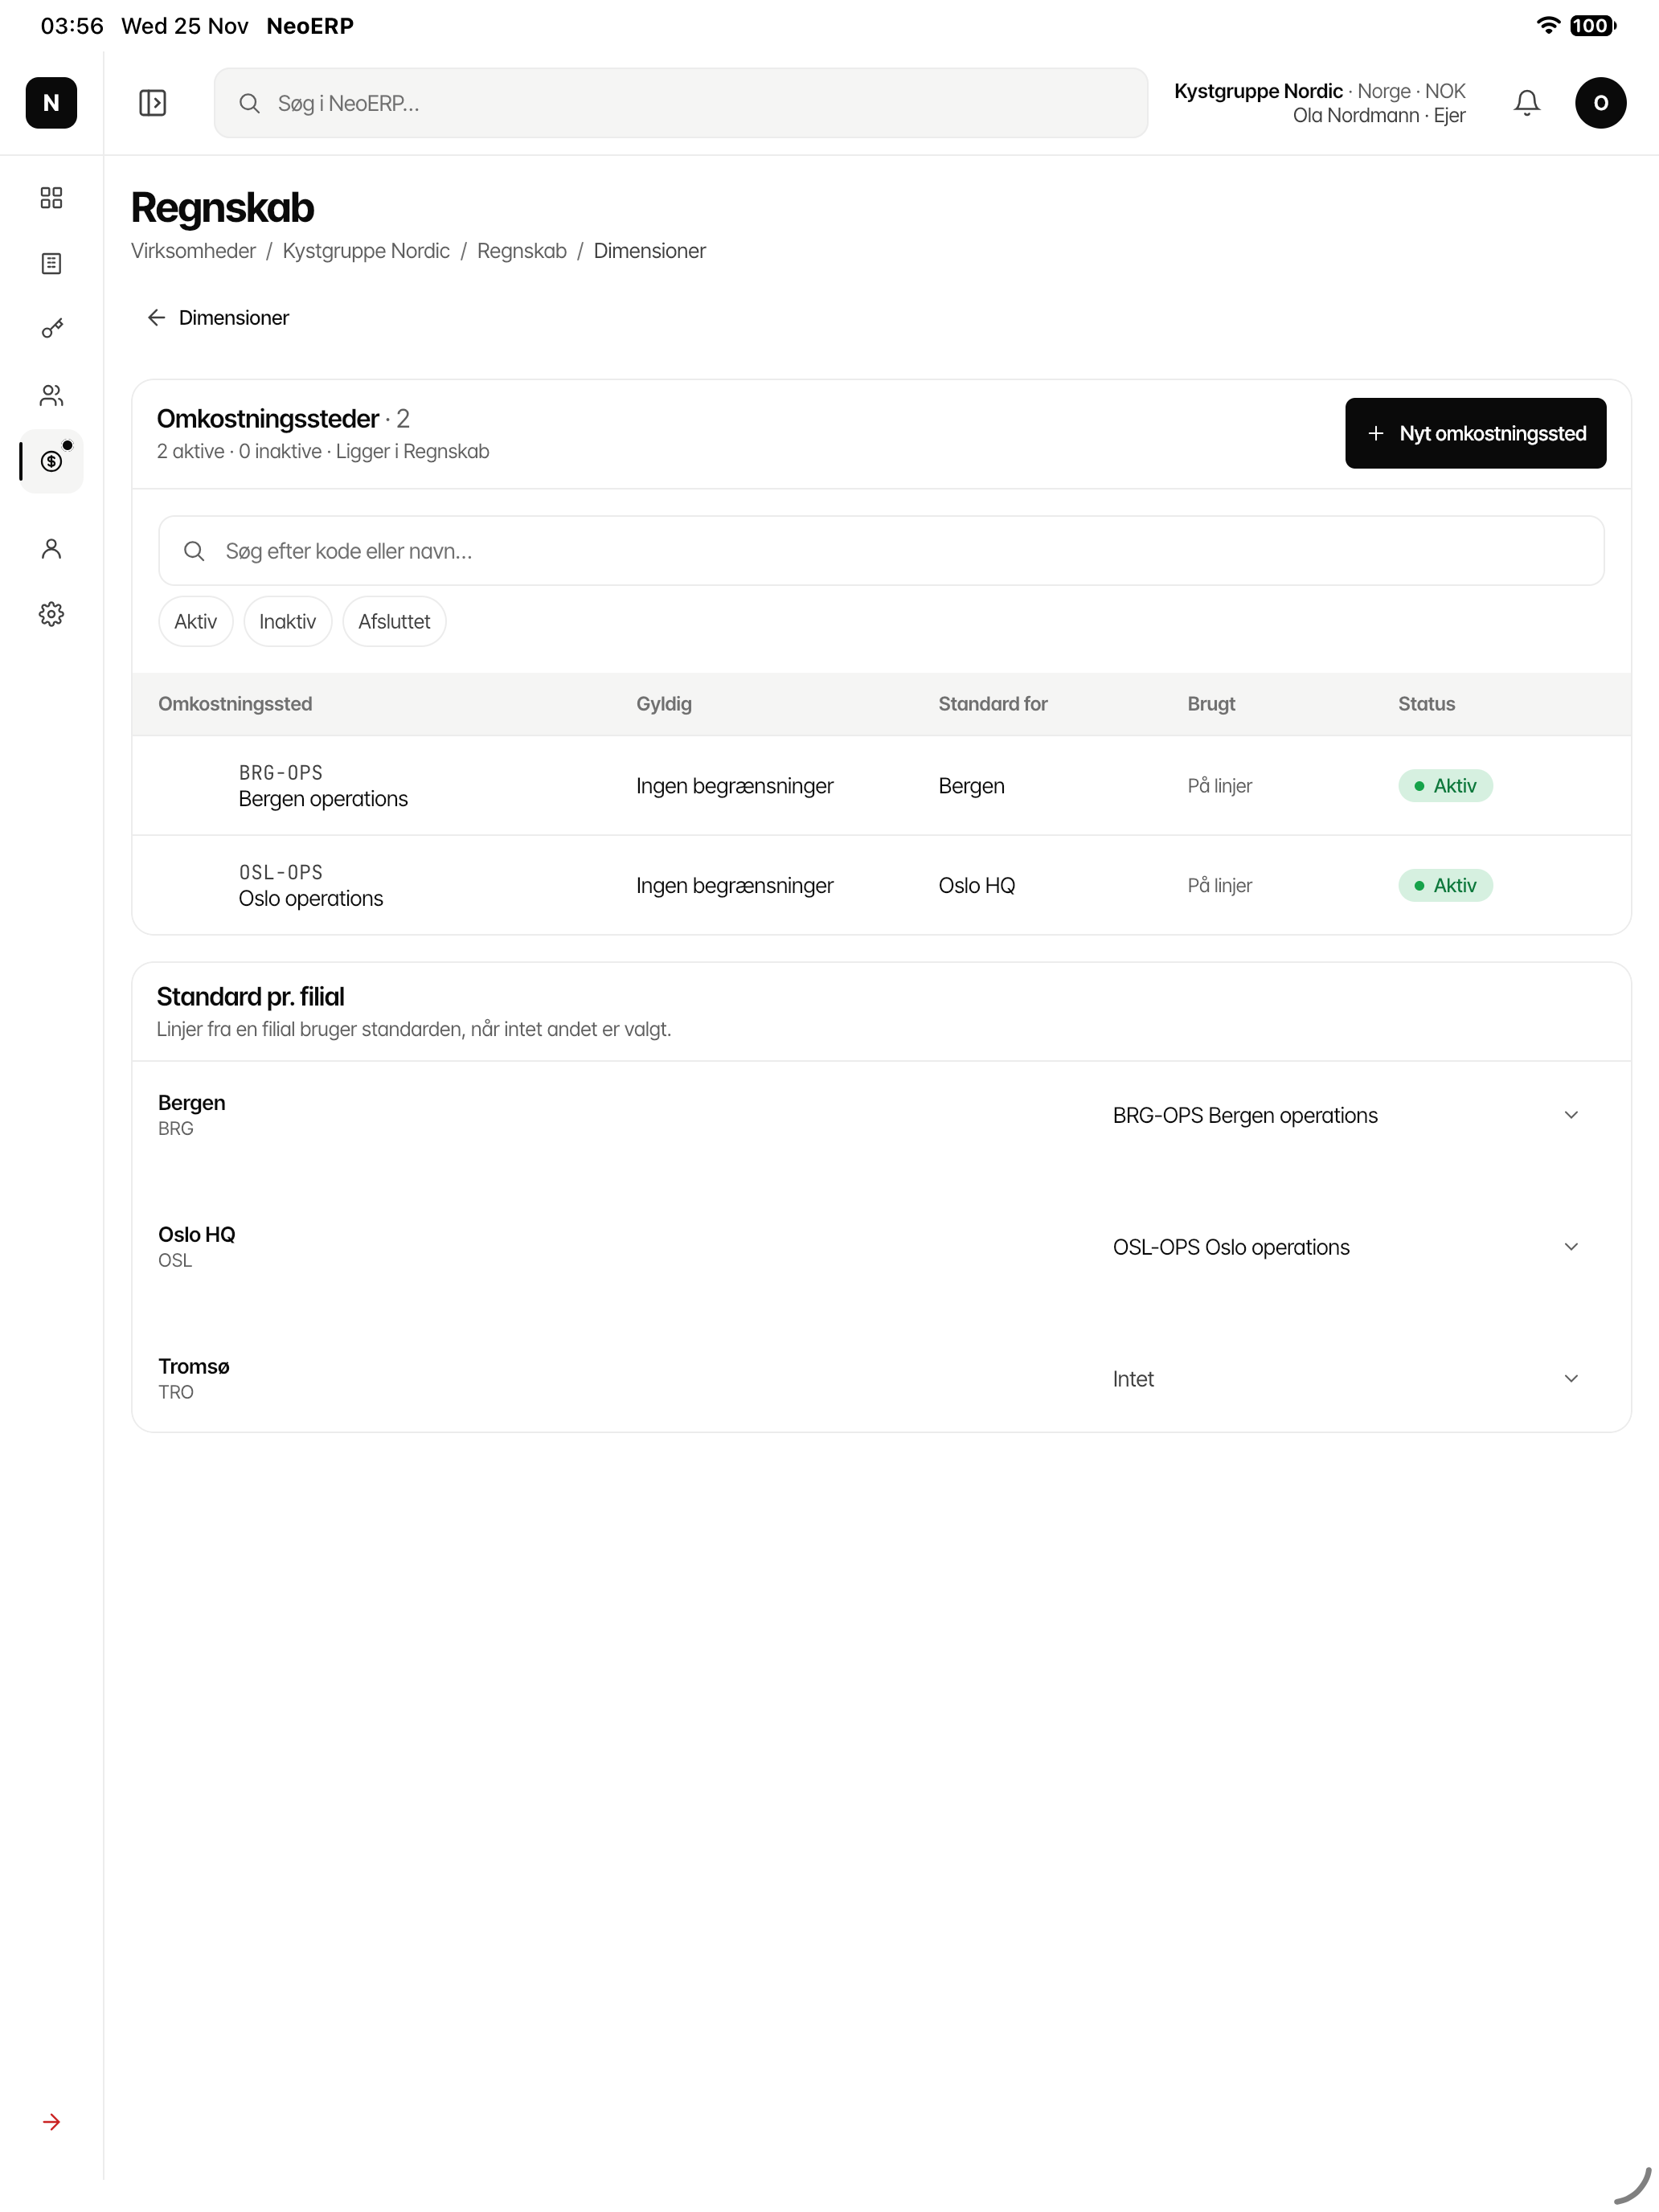 03:56 Wed 25 Nov NeoERP
100
N
Søg i NeoERP...
Kystgruppe Nordic · Norge · NOK
Ola Nordmann · Ejer
O
Regnskab
Virksomheder / Kystgruppe Nordic / Regnskab / Dimensioner
Dimensioner
Omkostningssteder · 2
2 aktive · 0 inaktive · Ligger i Regnskab
Nyt omkostningssted
Søg efter kode eller navn...
Aktiv Inaktiv Afsluttet
Omkostningssted Gyldig Standard for Brugt Status
BRG-OPS
Bergen operations
Ingen begrænsninger Bergen På linjer Aktiv
OSL-OPS
Oslo operations
Ingen begrænsninger Oslo HQ På linjer Aktiv
Standard pr. filial
Linjer fra en filial bruger standarden, når intet andet er valgt.
Bergen
BRG
BRG-OPS Bergen operations
Oslo HQ
OSL
OSL-OPS Oslo operations
Tromsø
TRO
Intet